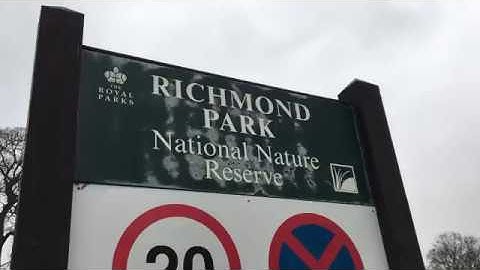 THE
ROYAL
PARKS
RICHMOND
PARK
National Nature
Reserve
20